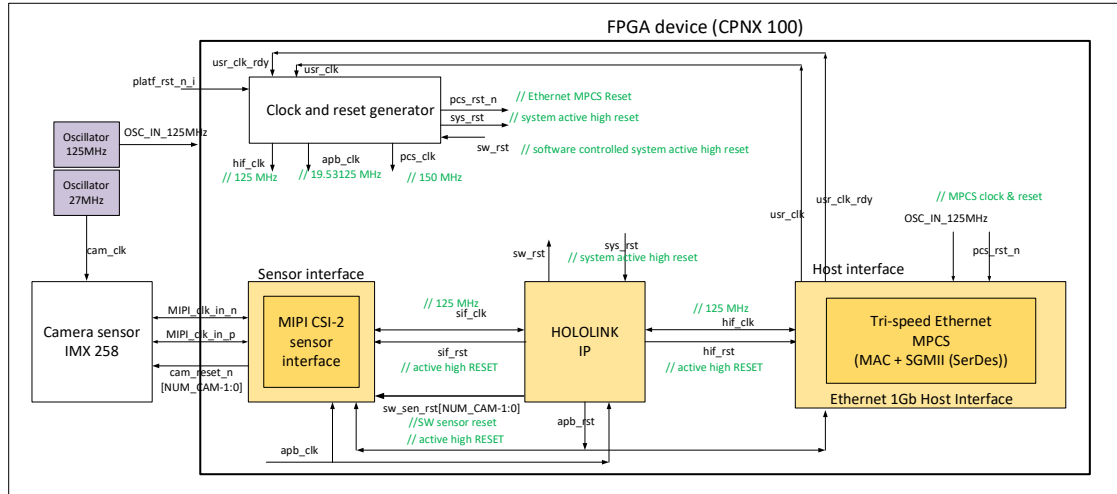 FPGA device (CPNX 100)
usr_clk_rdy
usr_clk
platf_rst_n_i
Clock and reset generator
pcs_rst_n
// Ethernet MPCS Reset
sys_rst
// system active high reset
sw_rst
// software controlled system active high reset
Oscillator
125MHz
OSC_IN_125MHz
Oscillator
27MHz
hif_clk
// 125 MHz
apb_clk
// 19.53125 MHz
pcs_clk
// 150 MHz
usr_clk_rdy
usr_clk
// MPCS clock & reset
OSC_IN_125MHz
pcs_rst_n
cam_clk
sw_rst
sys_rst
// system active high reset
Sensor interface
Host interface
Camera sensor
IMX 258
MIPI_clk_in_n
MIPI_clk_in_p
cam_reset_n
[NUM_CAM-1:0]
MIPI CSI-2
sensor
interface
// 125 MHz
sif_clk
sif_rst
// active high RESET
HOLOLINK
IP
// 125 MHz
hif_clk
hif_rst
// active high RESET
Tri-speed Ethernet
MPCS
(MAC + SGMII (SerDes))
Ethernet 1Gb Host Interface
sw_sen_rst[NUM_CAM-1:0]
//SW sensor reset
// active high RESET
apb_rst
apb_clk